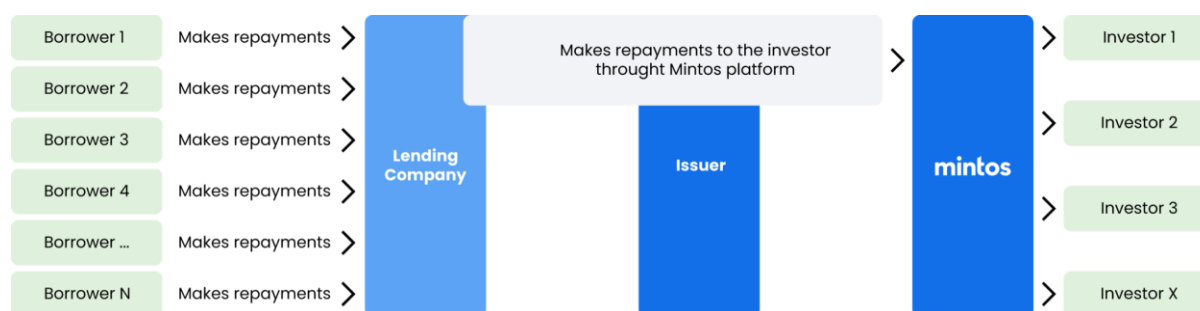 Borrower 1
Makes repayments
Borrower 2
Makes repayments
Borrower 3
Makes repayments
Borrower 4
Makes repayments
Borrower ...
Makes repayments
Borrower N
Makes repayments
Lending
Company
Makes repayments to the investor
throught Mintos platform
Issuer
mintos
Investor 1
Investor 2
Investor 3
Investor X